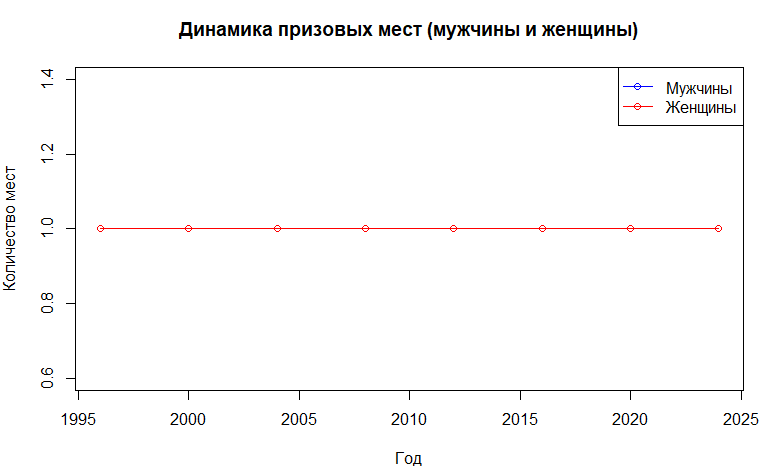 Динамика призовых мест (мужчины и женщины)
Мужчины
Женщины
Количество мест
1.4
1.2
1.0
0.8
0.6
1995 2000 2005 2010 2015 2020 2025
Год